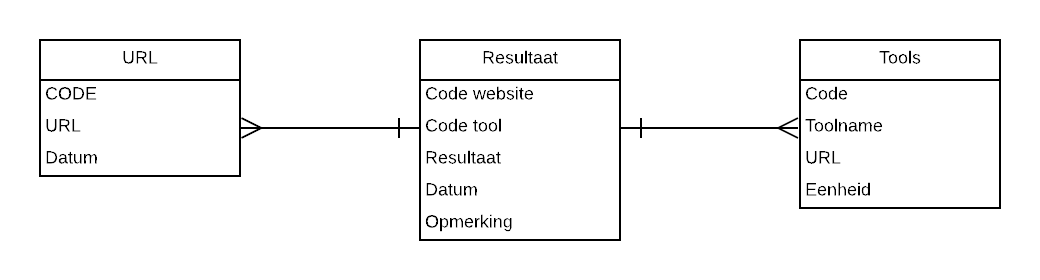 URL
CODE
URL
Datum
Resultaat
Code website
Code tool
Resultaat
Datum
Opmerking
Tools
Code
Toolname
URL
Eenheid